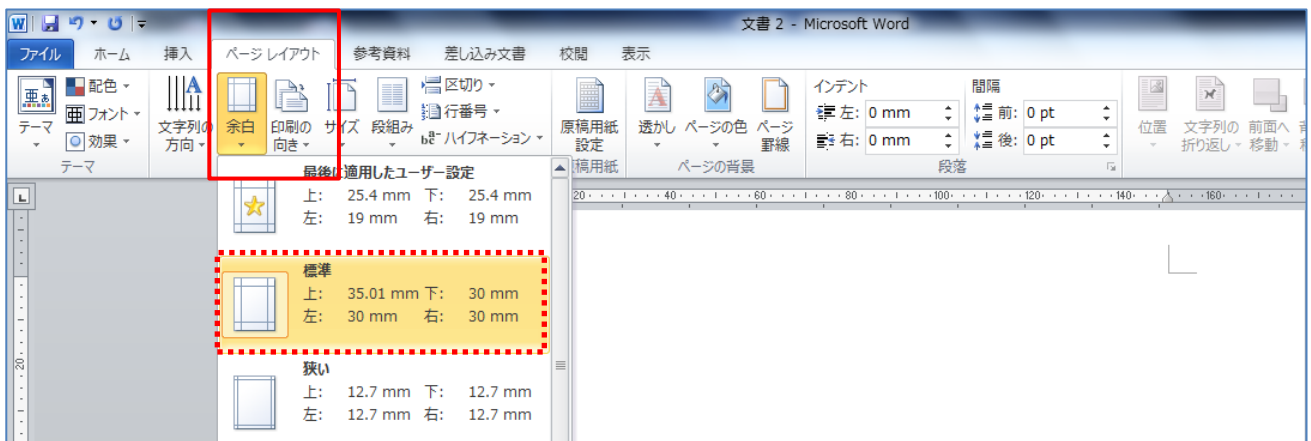 文書 2 - Microsoft Word
ファイル ホーム 挿入 ページ レイアウト 参考資料 差し込み文書 校閲 表示
亜ぁ 配色
亜 フォント
効果
テーマ
テーマ
文字列の
方向
余白
印刷の
向き
サイズ
段組み
区切り
行番号
bc ハイフネーション
原稿用紙
設定
原稿用紙
透かし
ページの色
ページ
罫線
ページの背景
インデント
左: 0 mm
右: 0 mm
間隔
前: 0 pt
後: 0 pt
段落
位置
文字列の
折り返し
前面へ
移動
最後に適用したユーザー設定
上: 25.4 mm 下: 25.4 mm
左: 19 mm 右: 19 mm
標準
上: 35.01 mm 下: 30 mm
左: 30 mm 右: 30 mm
狭い
上: 12.7 mm 下: 12.7 mm
左: 12.7 mm 右: 12.7 mm
20 40 60 80 100 120 140 160
20